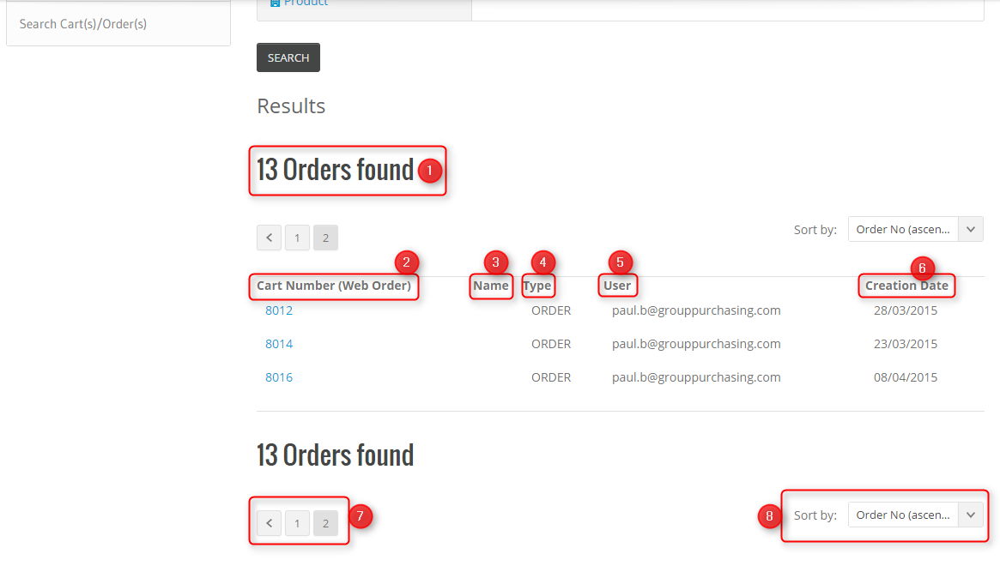 Product
Search Cart(s)/Order(s)
SEARCH
Results
13 Orders found 1
1 2
Sort by: Order No (ascen...
2 3 4 5 6
Cart Number (Web Order) Name Type User Creation Date
8012 ORDER paul.b@grouppurchasing.com 28/03/2015
8014 ORDER paul.b@grouppurchasing.com 23/03/2015
8016 ORDER paul.b@grouppurchasing.com 08/04/2015
13 Orders found
1 2 7
8 Sort by: Order No (ascen...